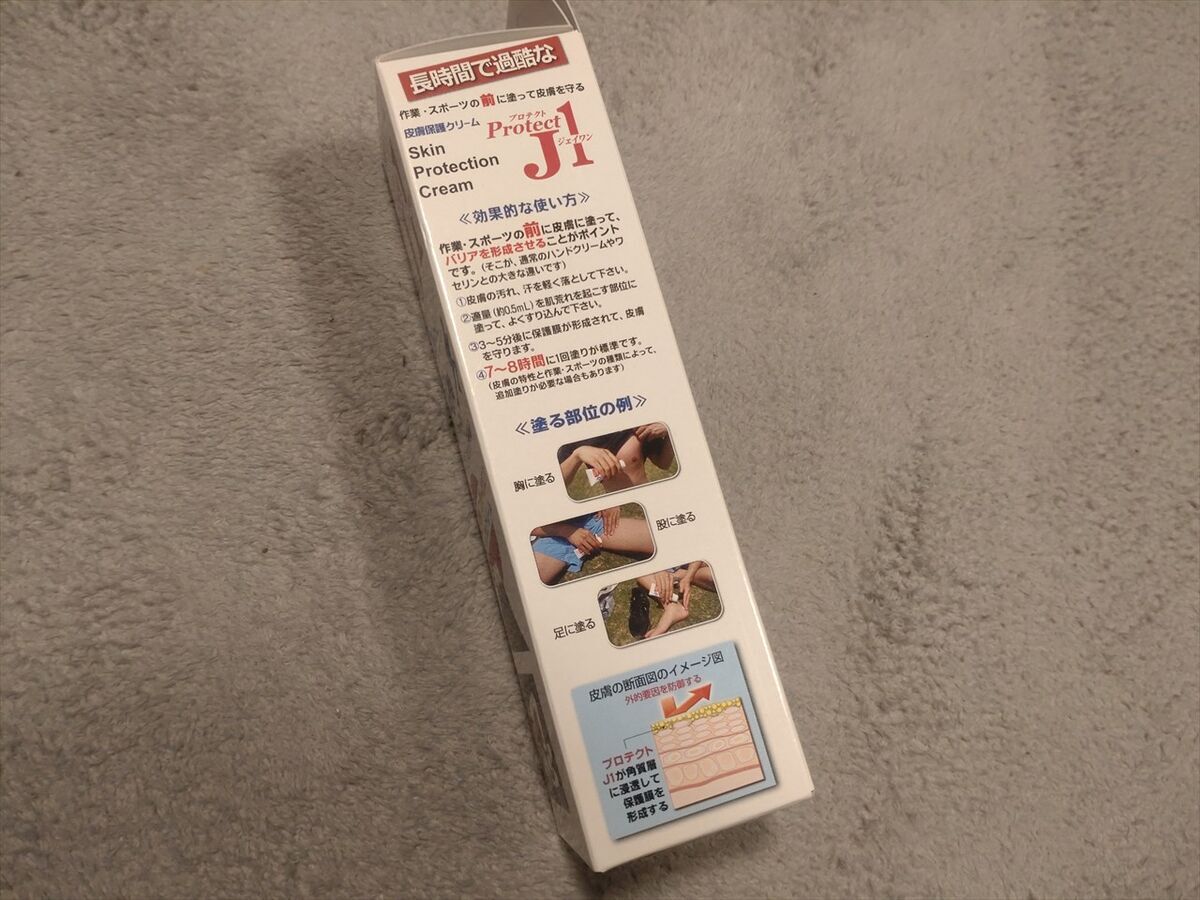 長時間で過酷な
作業・スポーツの前に塗って皮膚を守る
皮膚保護クリーム
Skin
Protection
Cream
プロテクト
Protect
J1
ジェイワン
≪効果的な使い方≫
作業・スポーツの前に皮膚に塗って、
バリアを形成させることがポイント
です。(そこが、通常のハンドクリームやワ
セリンとの大きな違いです)
①皮膚の汚れ、汗を軽く落として下さい。
②適量(約0.5mL)を肌荒れを起こす部位に
塗って、よくすり込んで下さい。
③3〜5分後に保護膜が形成されて、皮膚
を守ります。
④7〜8時間に1回塗りが標準です。
(皮膚の特性と作業・スポーツの種類によって、
追加塗りが必要な場合もあります)
≪塗る部位の例≫
胸に塗る
股に塗る
足に塗る
皮膚の断面図のイメージ図
外的要因を防御する
プロテクト
J1が角質層
に浸透して
保護膜を
形成する